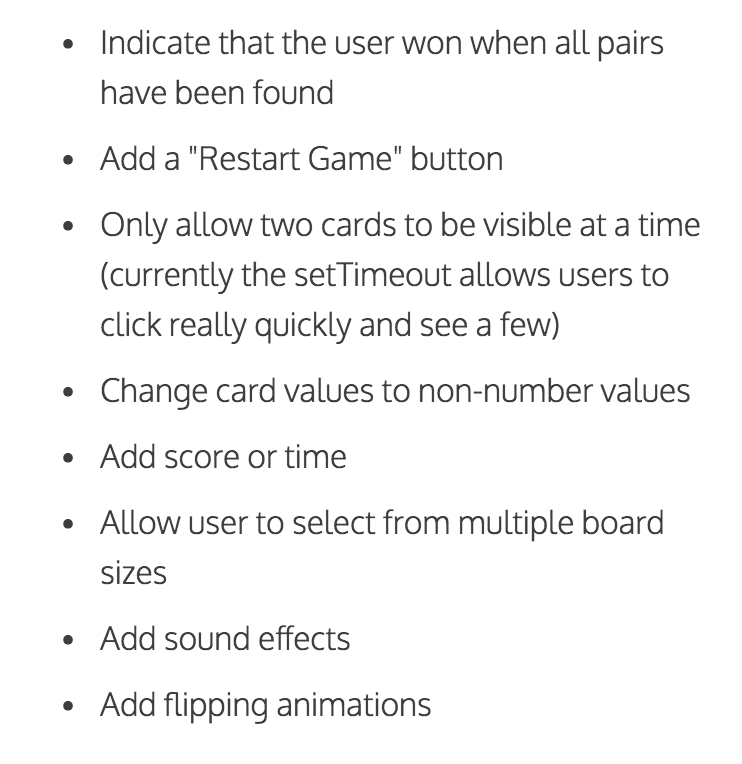 Indicate that the user won when all pairs
have been found
Add a "Restart Game" button
Only allow two cards to be visible at a time
(currently the setTimeout allows users to
click really quickly and see a few)
Change card values to non-number values
Add score or time
Allow user to select from multiple board
sizes
Add sound effects
Add flipping animations